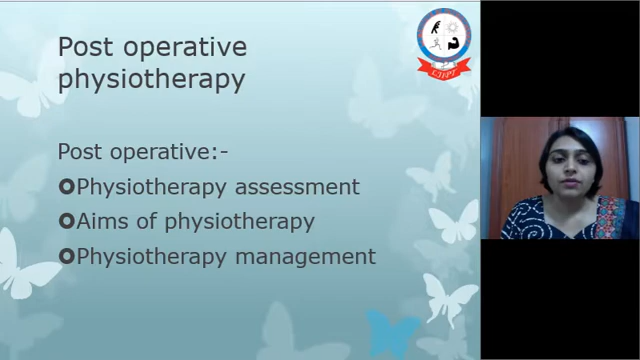 Post operative
physiotherapy
Post operative:-
Physiotherapy assessment
Aims of physiotherapy
Physiotherapy management